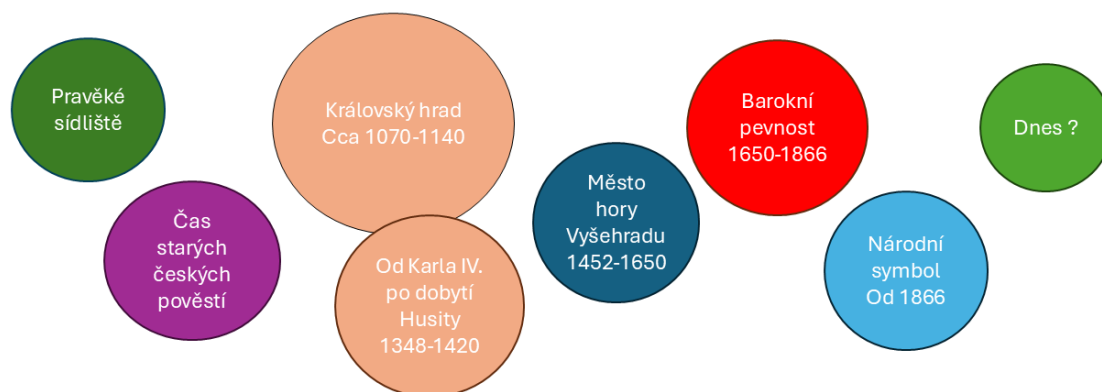 Pravěké
sídliště
Čas
starých
českých
pověstí
Královský hrad
Cca 1070-1140
Od Karla IV.
po dobytí
Husity
1348-1420
Město
hory
Vyšehradu
1452-1650
Barokní
pevnost
1650-1866
Národní
symbol
Od 1866
Dnes ?